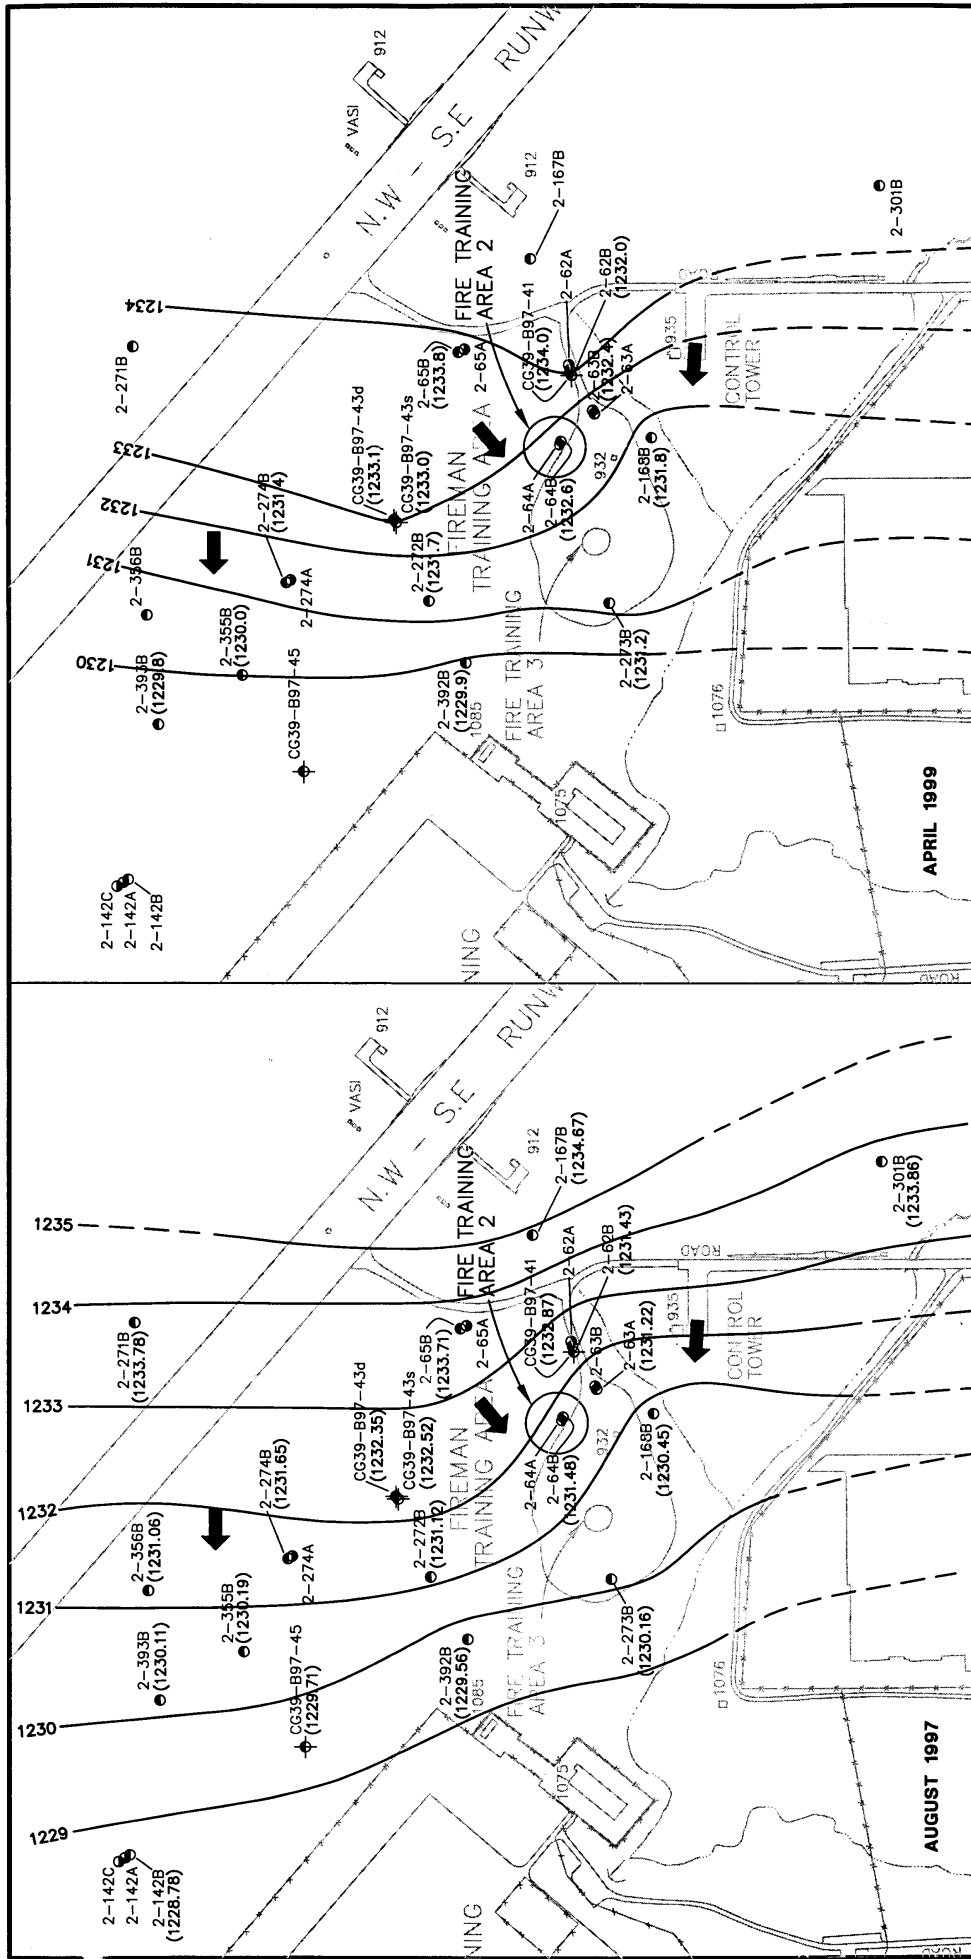 AUGUST 1997
1235
1234
1233
1232
1231
1230
1229
2-271B
(1233.78)
2-356B
(1231.06)
2-393B
(1230.11)
2-355B
(1230.19)
CG39-B97-45
(1229.71)
2-142C
2-142A
2-142B
(1228.78)
2-274B
(1231.65)
2-274A
CG39-B97-43d
(1232.35)
CG39-B97-43s
(1232.52)
2-272B
(1231.12)
2-392B
(1229.56)
1085
2-65B
(1233.71)
2-65A
FIRE TRAINING
AREA 2
FIREMAN
TRAINING AREA
FIRE TRAINING
AREA 3
2-64A
2-64B
(1231.48)
CG39-B97-41
(1232.87)
2-62A
2-62B
(1231.43)
2-63B
2-63A
(1231.22)
2-167B
(1234.67)
2-168B
(1230.45)
2-273B
(1230.16)
2-301B
(1233.86)
932
935
912
912
VASI
N.W - S.E RUNW
CONTROL
TOWER
ROAD
1075
1076
NING
ROAD
APRIL 1999
1234
1233
1232
1231
1230
2-271B
2-356B
2-393B
(1229.8)
2-355B
(1230.0)
CG39-B97-45
2-142C
2-142A
2-142B
2-274B
(1231.4)
2-274A
CG39-B97-43d
(1233.1)
CG39-B97-43s
(1233.0)
2-272B
(1231.7)
2-392B
(1229.9)
1085
2-65B
(1233.8)
2-65A
FIRE TRAINING
AREA 2
FIREMAN
TRAINING AREA
FIRE TRAINING
AREA 3
2-64A
2-64B
(1232.6)
CG39-B97-41
(1234.0)
2-62A
2-62B
(1232.0)
2-63B
(1232.4)
2-63A
2-167B
2-168B
(1231.8)
2-273B
(1231.2)
2-301B
932
935
912
912
VASI
N.W - S.E RUNW
CONTROL
TOWER
1075
1076
NING
ROAD